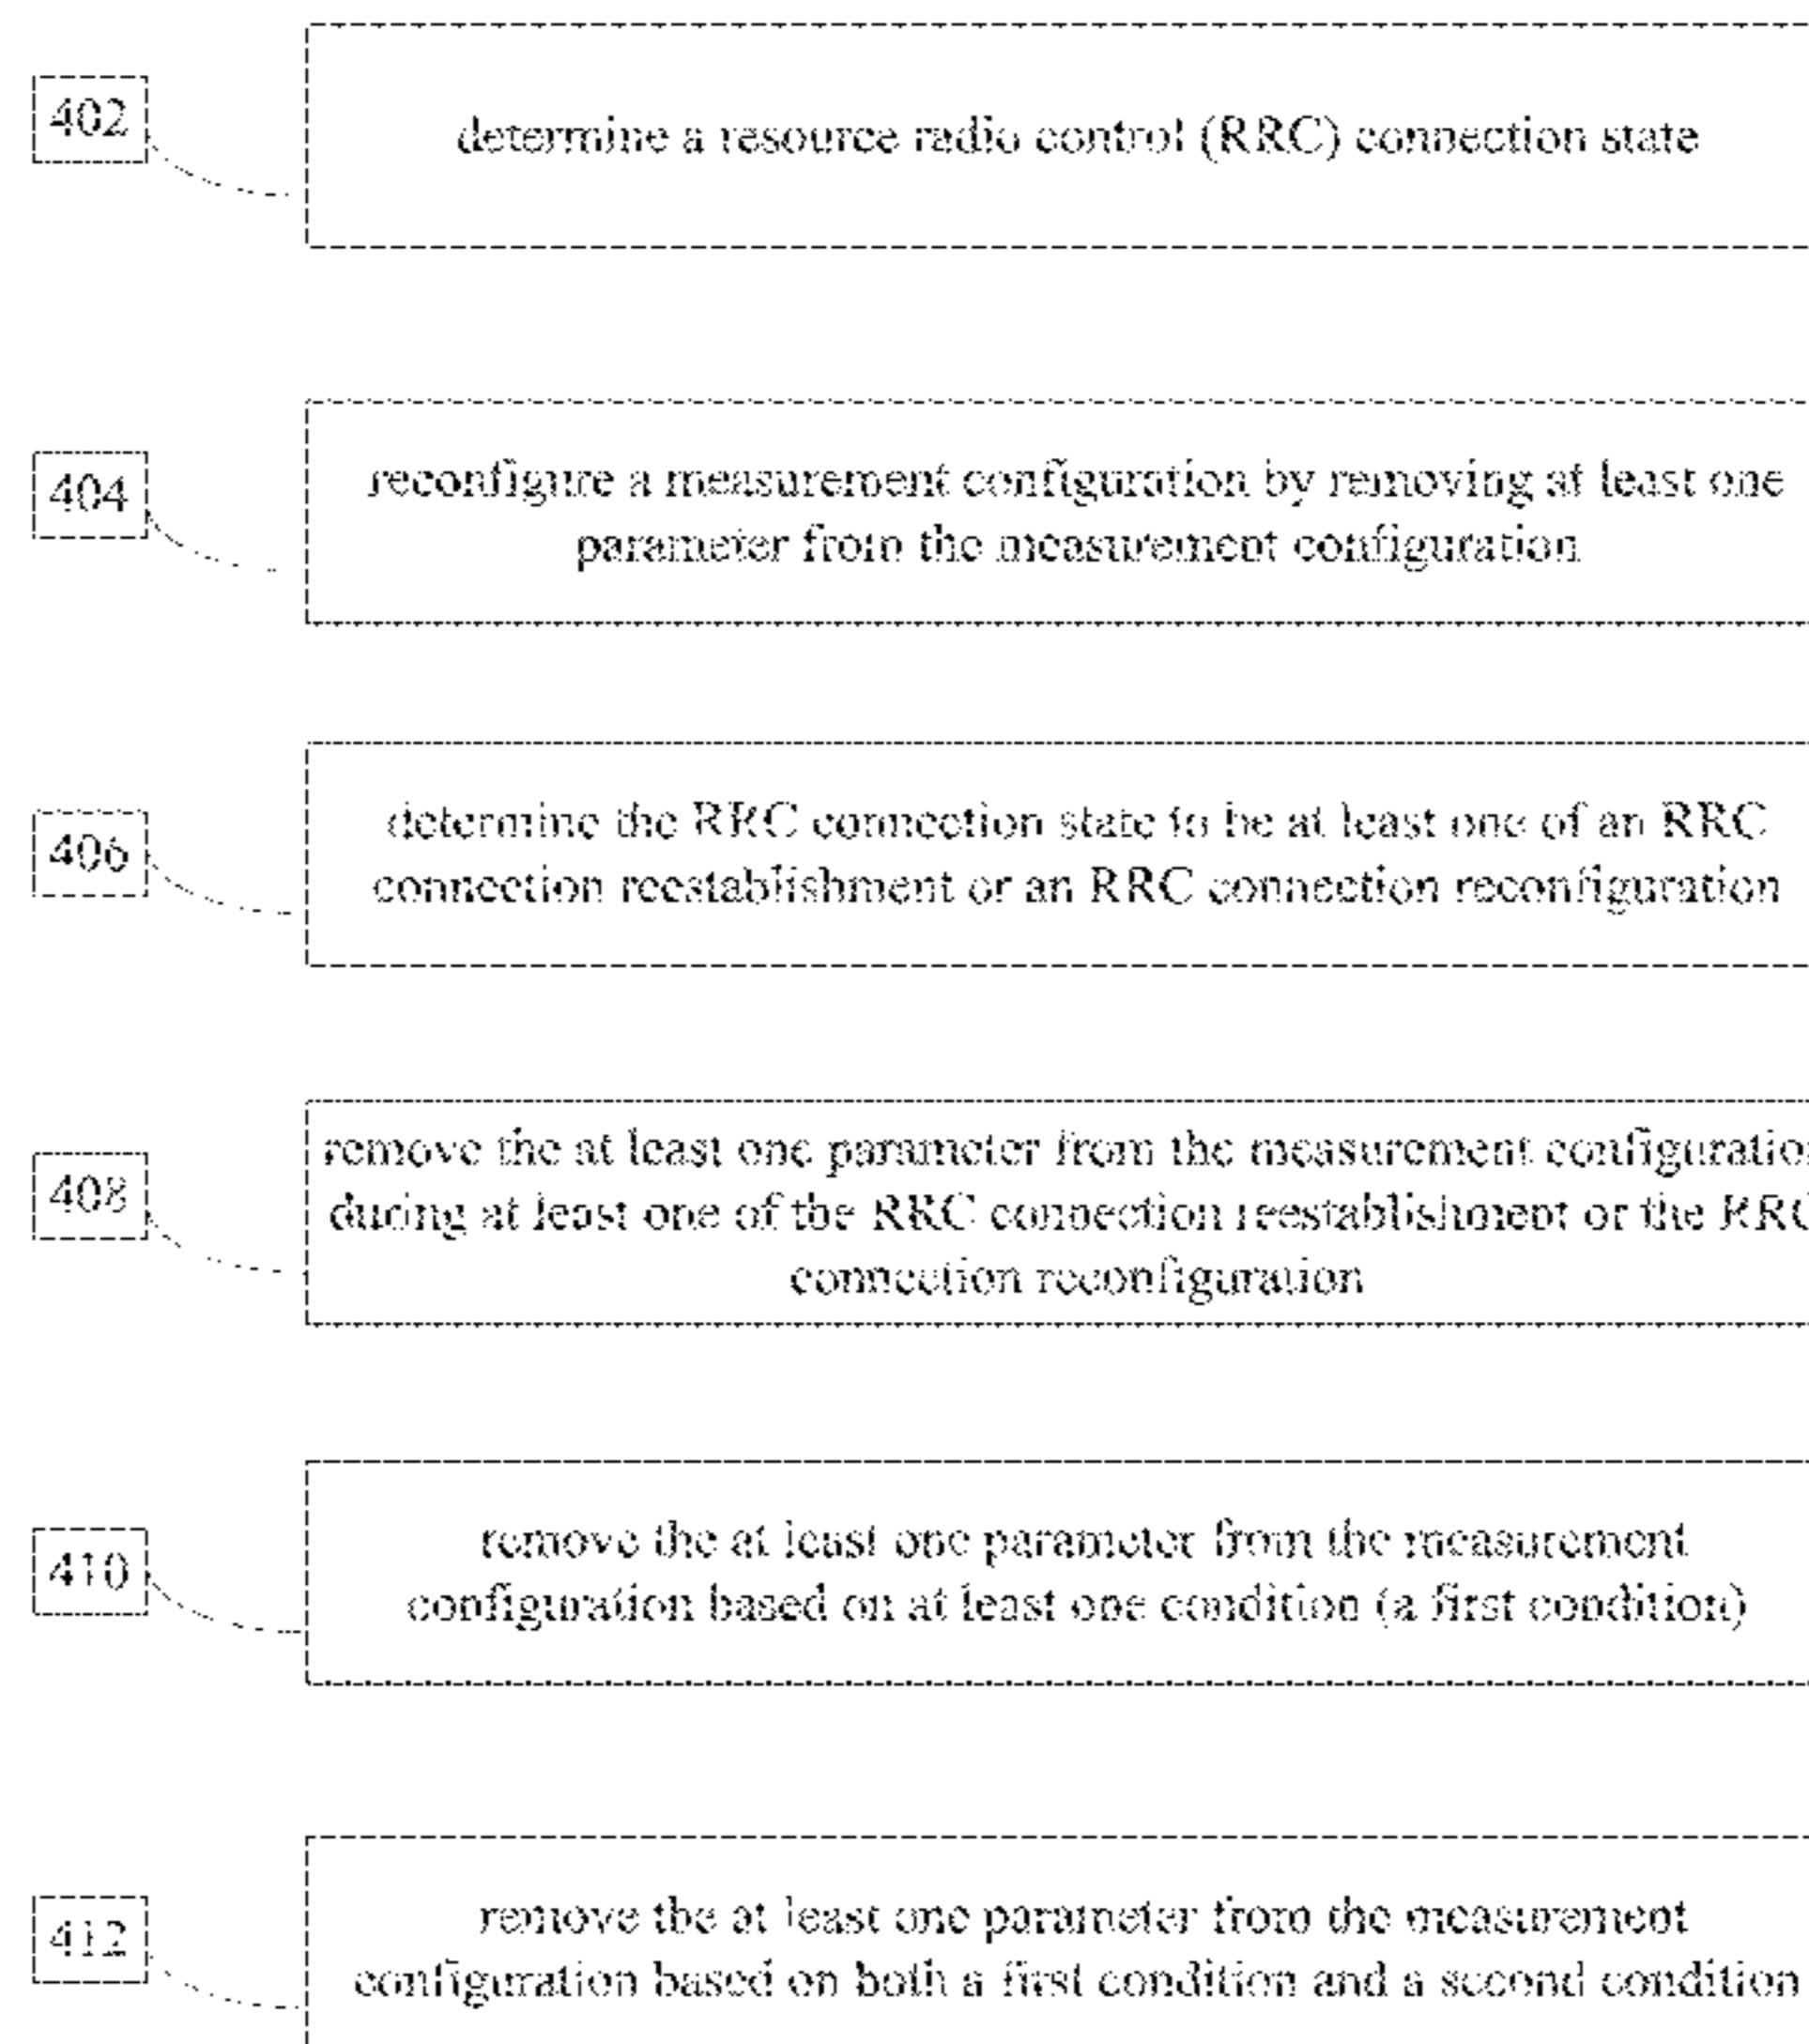 402
determine a resource radio control (RRC) connection state
404
reconfigure a measurement configuration by removing at least one
parameter from the measurement configuration
406
determine the RRC connection state to be at least one of an RRC
connection reestablishment or an RRC connection reconfiguration
408
remove the at least one parameter from the measurement configuratio
during at least one of the RRC connection reestablishment or the RRC
connection reconfiguration
410
remove the at least one parameter from the measurement
configuration based on at least one condition (a first condition)
412
remove the at least one parameter from the measurement
configuration based on both a first condition and a second condition